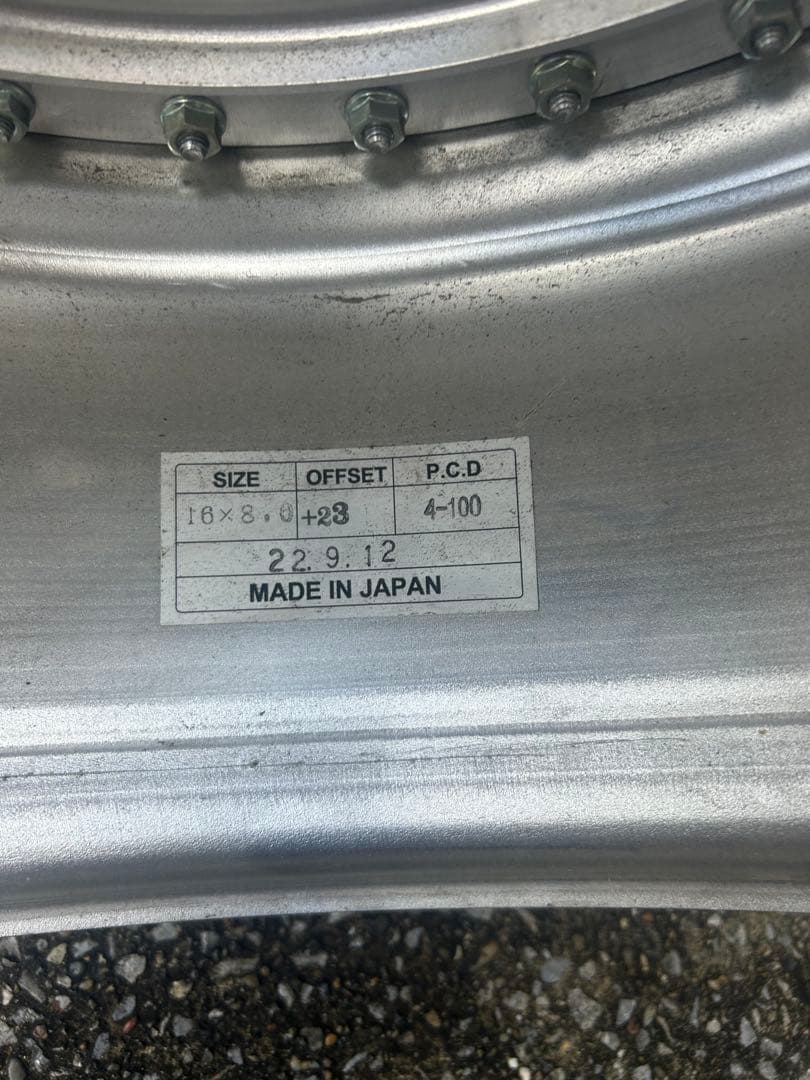 SIZE OFFSET P.C.D
16×8.0 +23 4-100
22.9.12
MADE IN JAPAN